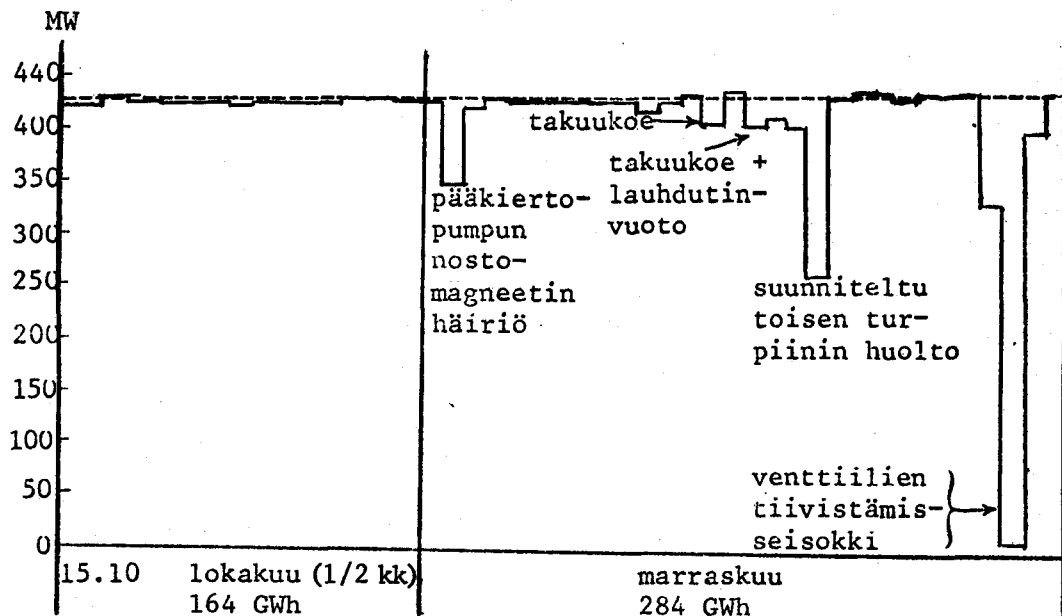 MW
440
400
350
300
250
200
150
100
50
0
takuukoe
takuukoe +
lauhdutin-
vuoto
pääkierto-
pumpun
nosto-
magneetin
häiriö
suunniteltu
toisen tur-
piinin huolto
venttiilien
tiivistämis-
seisokki
15.10 lokakuu (1/2 kk)
164 GWh
marraskuu
284 GWh